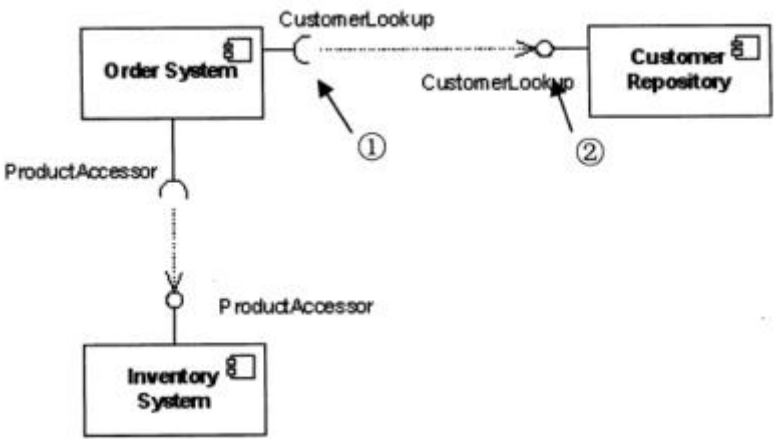 CustomerLookup
Order System
Customer
Repository
CustomerLookup
①
②
ProductAccessor
ProductAccessor
Inventory
System